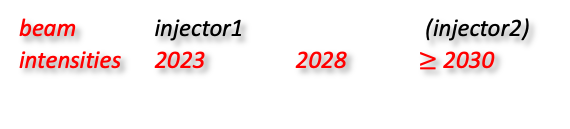 beam injector1 (injector2)
intensities 2023 2028 ≥ 2030